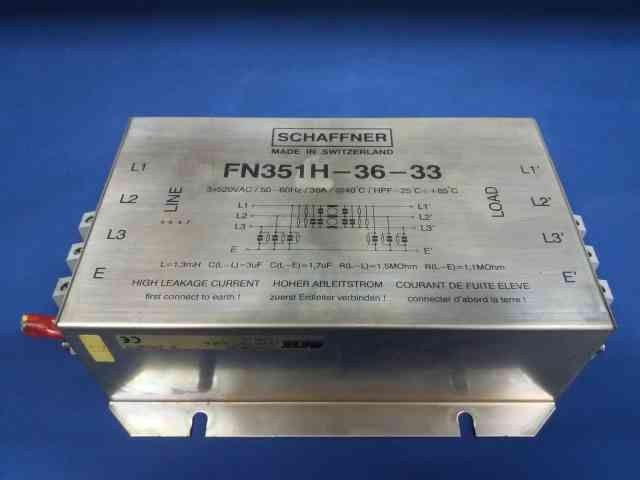 SCHAFFNER
MADE IN SWITZERLAND
FN351H-36-33
3x520VAC/50-60Hz/36A/@40°C/HPF-25°C:+85°C
L1 L1'
L2 L2'
L3 L3'
E E'
LINE
LOAD
L1 L1'
L2 L2'
L3 L3'
E E'
L=1,3mH C(L-L)=3uF C(L-E)=1,7uF R(L-L)=1.5MOhm R(L-E)=1,1MOhm
HIGH LEAKAGE CURRENT HOHER ABLEITSTROM COURANT DE FUITE ELEVE
first connect to earth ! zuerst Erdleiter verbinden ! connecter d'abord la terre !
CE